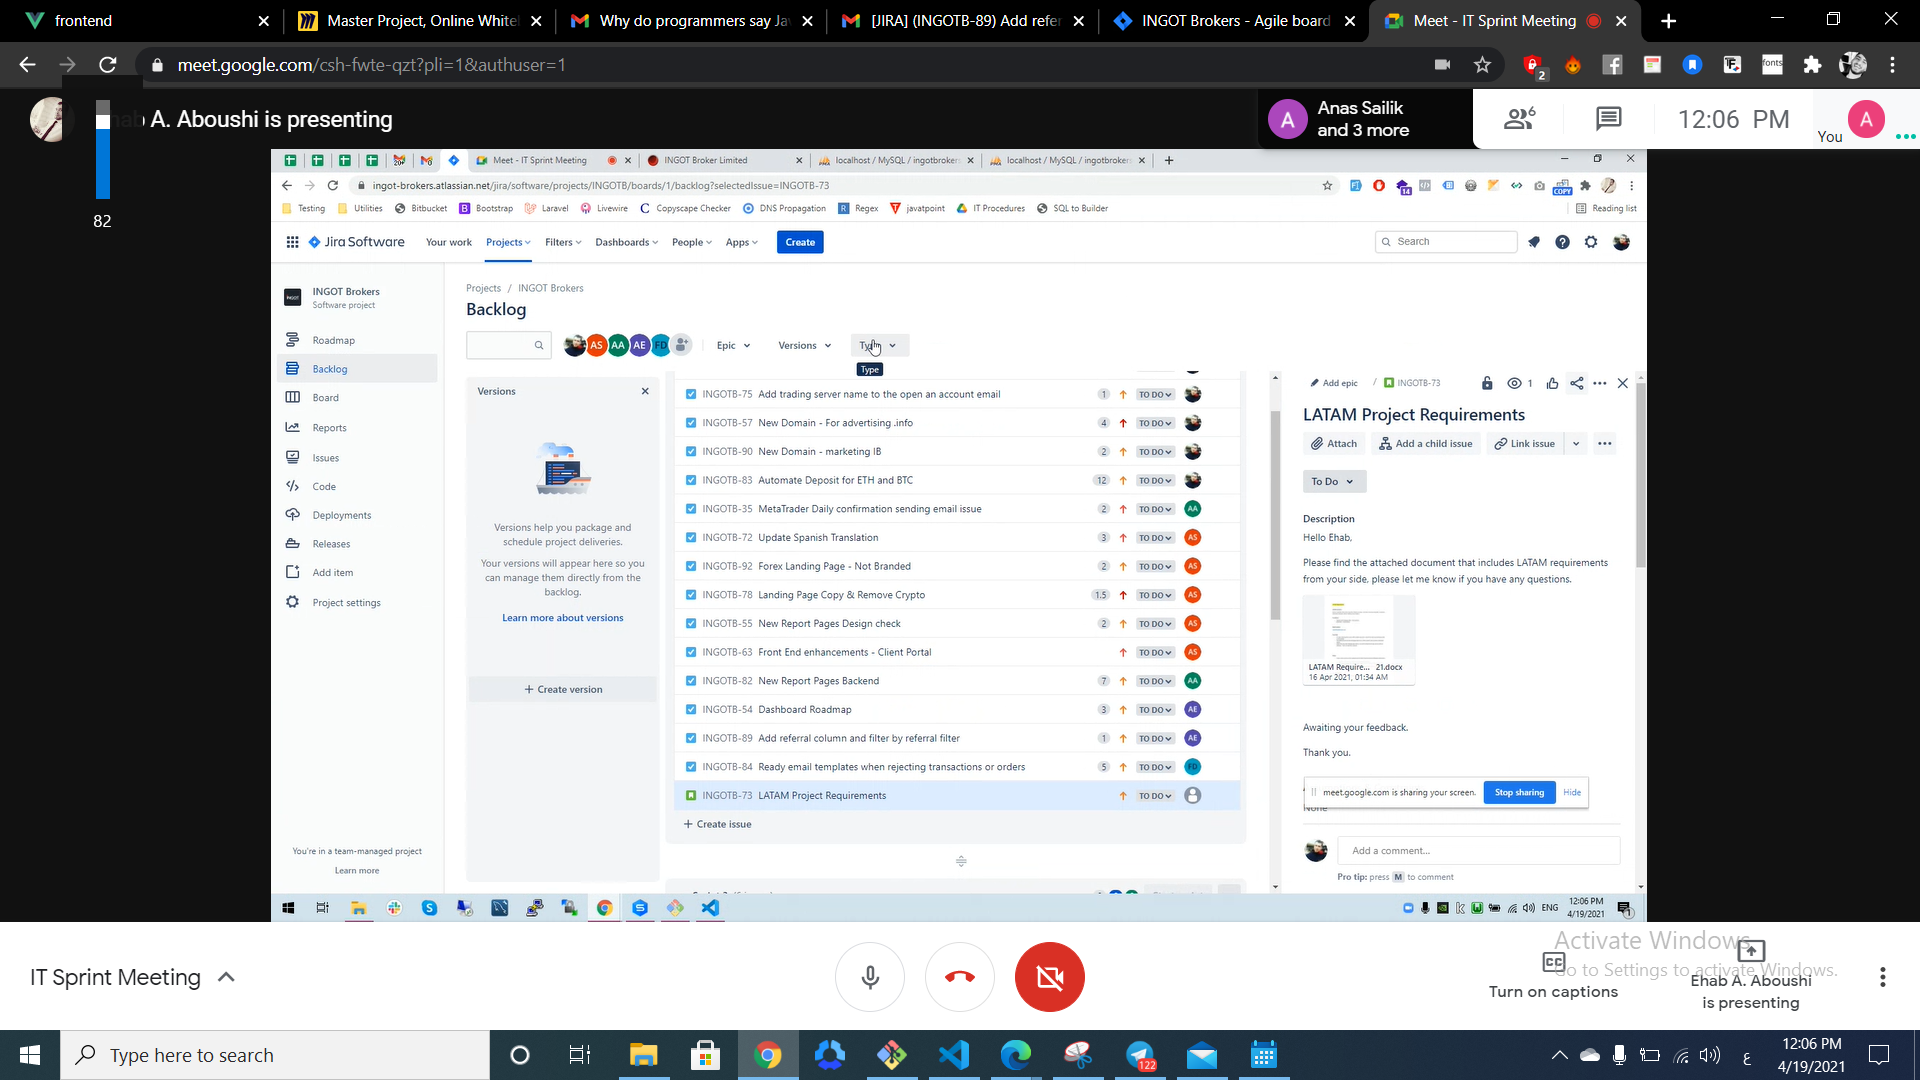 frontend
Master Project, Online White
Why do programmers say Ja
[JIRA] (INGOTB-89) Add refe
INGOT Brokers - Agile board
Meet - IT Sprint Meeting
meet.google.com/csh-fwte-qzt?pli=1&authuser=1
2
fonts
A. Aboushi is presenting
82
A
Anas Sailik
and 3 more
6
12:06 PM
You
A
Meet - IT Sprint Meeting
INGOT Broker Limited
localhost / MySQL / ingotbroker
localhost / MySQL / ingotbroker
ingot-brokers.atlassian.net/jira/software/projects/INGOTB/boards/1/backlog?selectedIssue=INGOTB-73
14
COPY
Testing
Utilities
Bitbucket
Bootstrap
Laravel
Livewire
Copyscape Checker
DNS Propagation
Regex
javatpoint
IT Procedures
SQL to Builder
Reading list
Jira Software
Your work
Projects
Filters
Dashboards
People
Apps
Create
Search
INGOT Brokers
Software project
Roadmap
Backlog
Board
Reports
Issues
Code
Deployments
Releases
Add item
Project settings
You're in a team-managed project
Learn more
Projects / INGOT Brokers
Backlog
AS AA AE FD
Epic
Versions
Type
Versions
Versions help you package and
schedule project deliveries.
Your versions will appear here so you
can manage them directly from the
backlog.
Learn more about versions
+ Create version
INGOTB-75 Add trading server name to the open an account email 1 TO DO
INGOTB-57 New Domain - For advertising .info 4 TO DO
INGOTB-90 New Domain - marketing IB 2 TO DO
INGOTB-83 Automate Deposit for ETH and BTC 12 TO DO
INGOTB-35 MetaTrader Daily confirmation sending email issue 2 TO DO AA
INGOTB-72 Update Spanish Translation 3 TO DO AS
INGOTB-92 Forex Landing Page - Not Branded 2 TO DO AS
INGOTB-78 Landing Page Copy & Remove Crypto 1.5 TO DO AS
INGOTB-55 New Report Pages Design check 2 TO DO AS
INGOTB-63 Front End enhancements - Client Portal TO DO AS
INGOTB-82 New Report Pages Backend 7 TO DO AA
INGOTB-54 Dashboard Roadmap 3 TO DO AE
INGOTB-89 Add referral column and filter by referral filter 1 TO DO AE
INGOTB-84 Ready email templates when rejecting transactions or orders 5 TO DO FD
INGOTB-73 LATAM Project Requirements TO DO
+ Create issue
Add epic / INGOTB-73
1
LATAM Project Requirements
Attach
Add a child issue
Link issue
To Do
Description
Hello Ehab,
Please find the attached document that includes LATAM requirements
from your side, please let me know if you have any questions.
LATAM Require... 21.docx
16 Apr 2021, 01:34 AM
Awaiting your feedback.
Thank you.
meet.google.com is sharing your screen.
Stop sharing
Hide
None
Add a comment...
Pro tip: press M to comment
ENG
12:06 PM
4/19/2021
1
IT Sprint Meeting
Turn on captions
Activate Windows
Go to Settings to activate Windows.
Ehab A. Aboushi
is presenting
Type here to search
122
ع
12:06 PM
4/19/2021